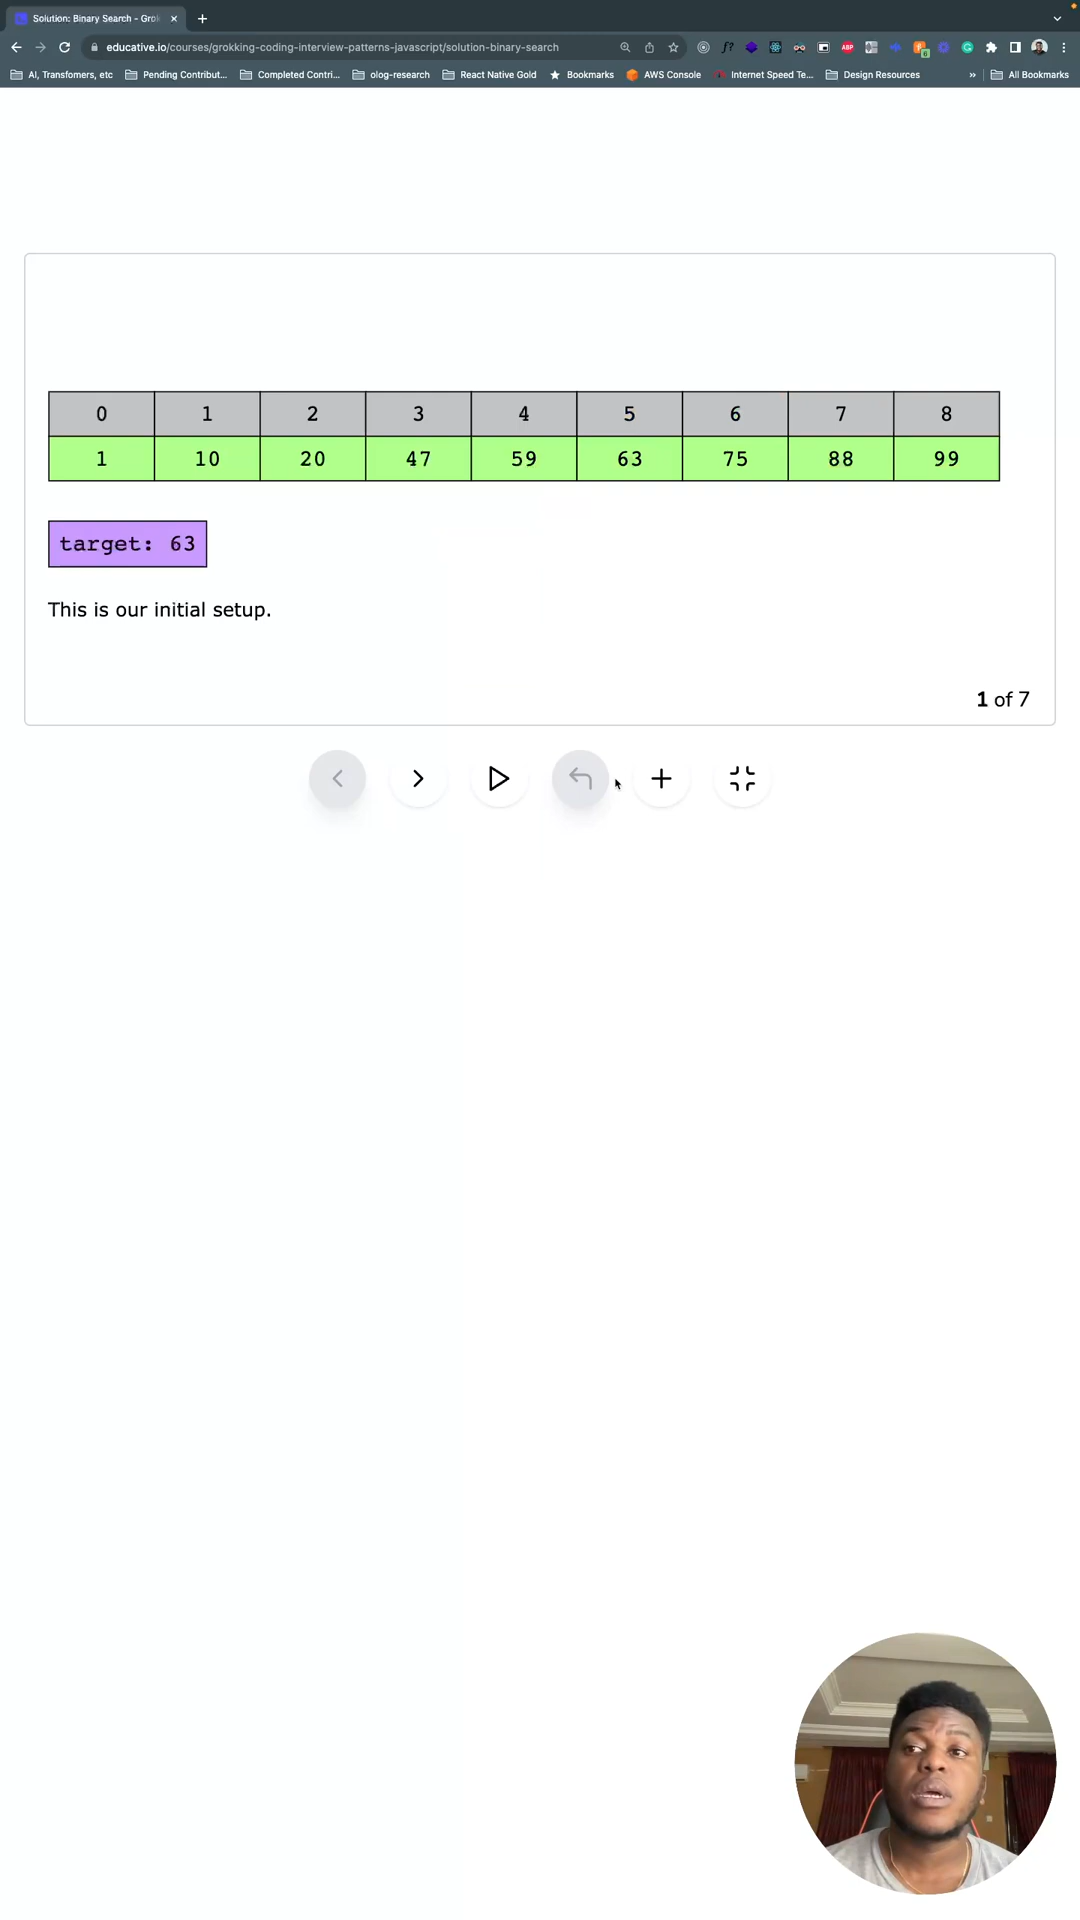 Solution: Binary Search - Grok
educative.io/courses/grokking-coding-interview-patterns-javascript/solution-binary-search
f?
ABP
6
AI, Transfomers, etc Pending Contribut... Completed Contri... olog-research React Native Gold Bookmarks AWS Console Internet Speed Te... Design Resources » All Bookmarks
0 1 2 3 4 5 6 7 8
1 10 20 47 59 63 75 88 99
target: 63
This is our initial setup.
1 of 7